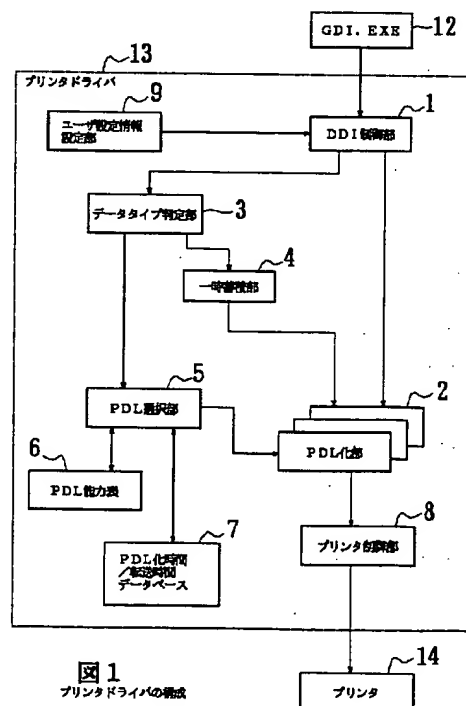 GDI.EXE
12
13
プリンタドライバ
9
1
ユーザ設定情報
設定部
DDI制御部
データタイプ判定部
3
4
一時蓄積部
5
2
PDL選択部
PDL化部
6
PDL能力表
7
8
PDL化時間
/転送時間
データベース
プリンタ制御部
図1
プリンタドライバの構成
14
プリンタ